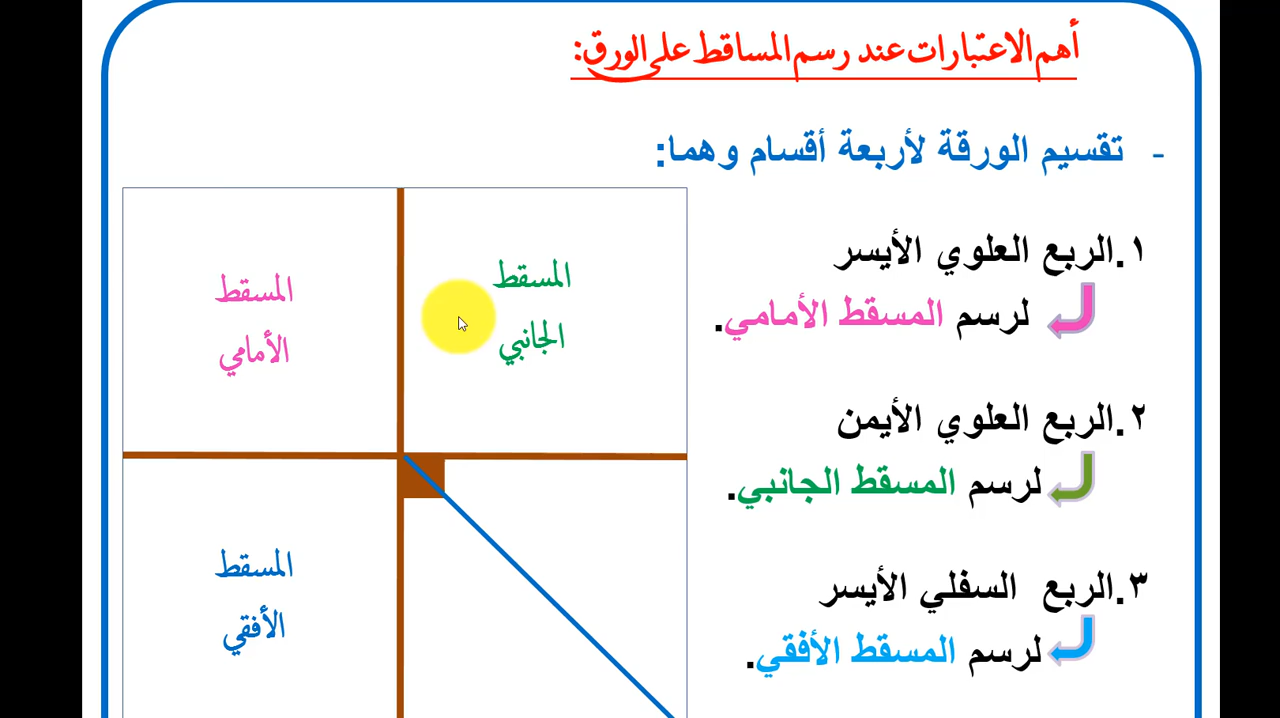 أهم الاعتبارات عند رسم المساقط على الورق:
- تقسيم الورقة لأربعة أقسام وهما:
١.الربع العلوي الأيسر
لرسم المسقط الأمامي.
٢.الربع العلوي الأيمن
لرسم المسقط الجانبي.
٣.الربع السفلي الأيسر
لرسم المسقط الأفقي.
المسقط
الجانبي
المسقط
الأمامي
المسقط
الأفقي